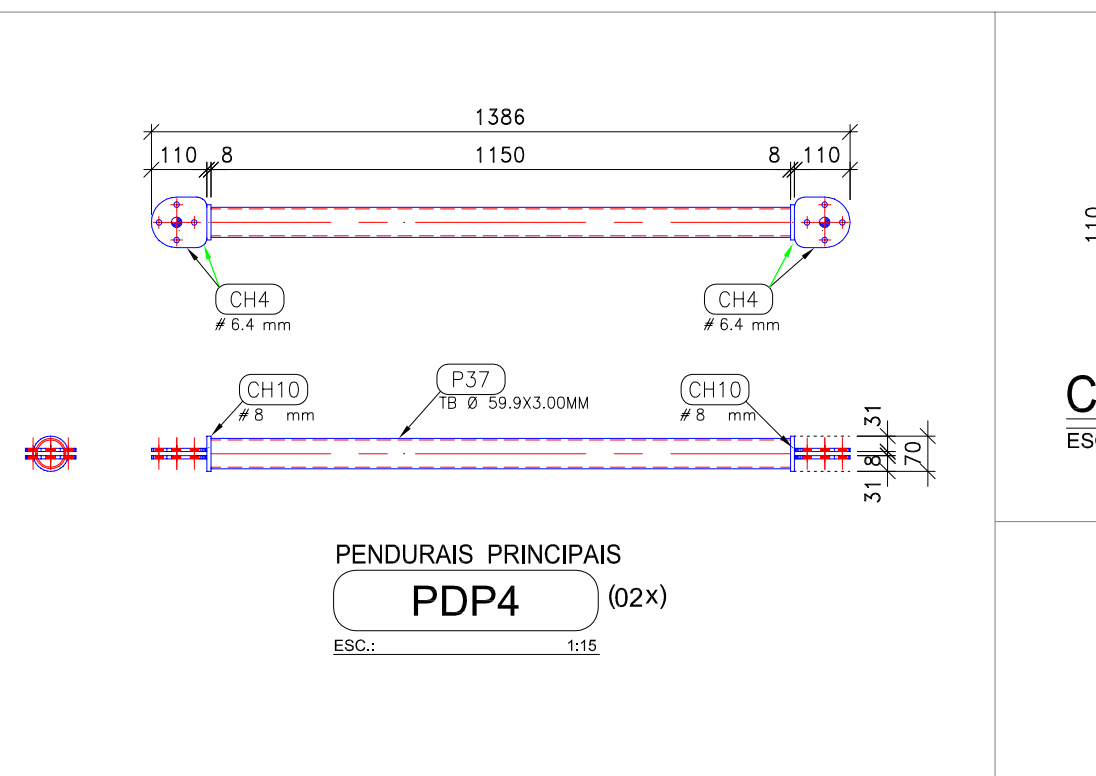 1386
110 8 1150 8 110
110
CH4 CH4
# 6.4 mm # 6.4 mm
CH10 P37 CH10
# 8 mm TB Ø 59.9X3.00MM # 8 mm
31
8 70
31
C
ESC
PENDURAIS PRINCIPAIS
PDP4 (02x)
ESC.: 1:15